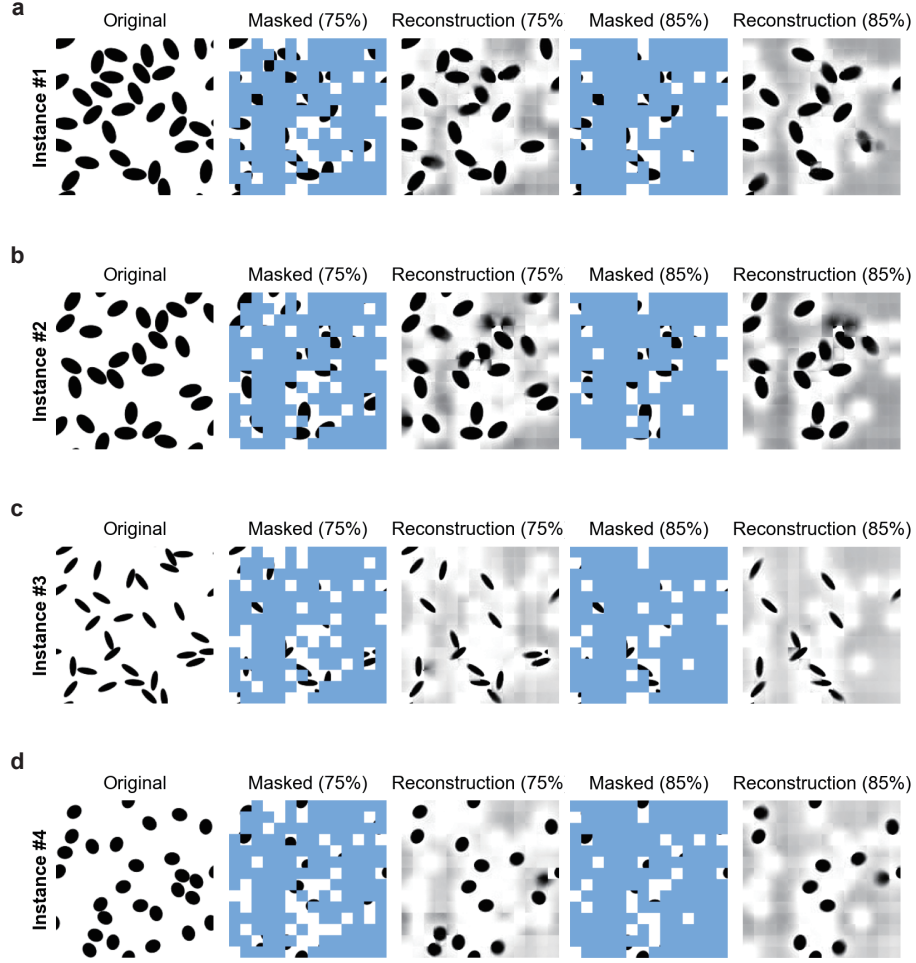 a
Original Masked (75%) Reconstruction (75% Masked (85%) Reconstruction (85%)
Instance #1
b
Original Masked (75%) Reconstruction (75% Masked (85%) Reconstruction (85%)
Instance #2
c
Original Masked (75%) Reconstruction (75% Masked (85%) Reconstruction (85%)
Instance #3
d
Original Masked (75%) Reconstruction (75% Masked (85%) Reconstruction (85%)
Instance #4